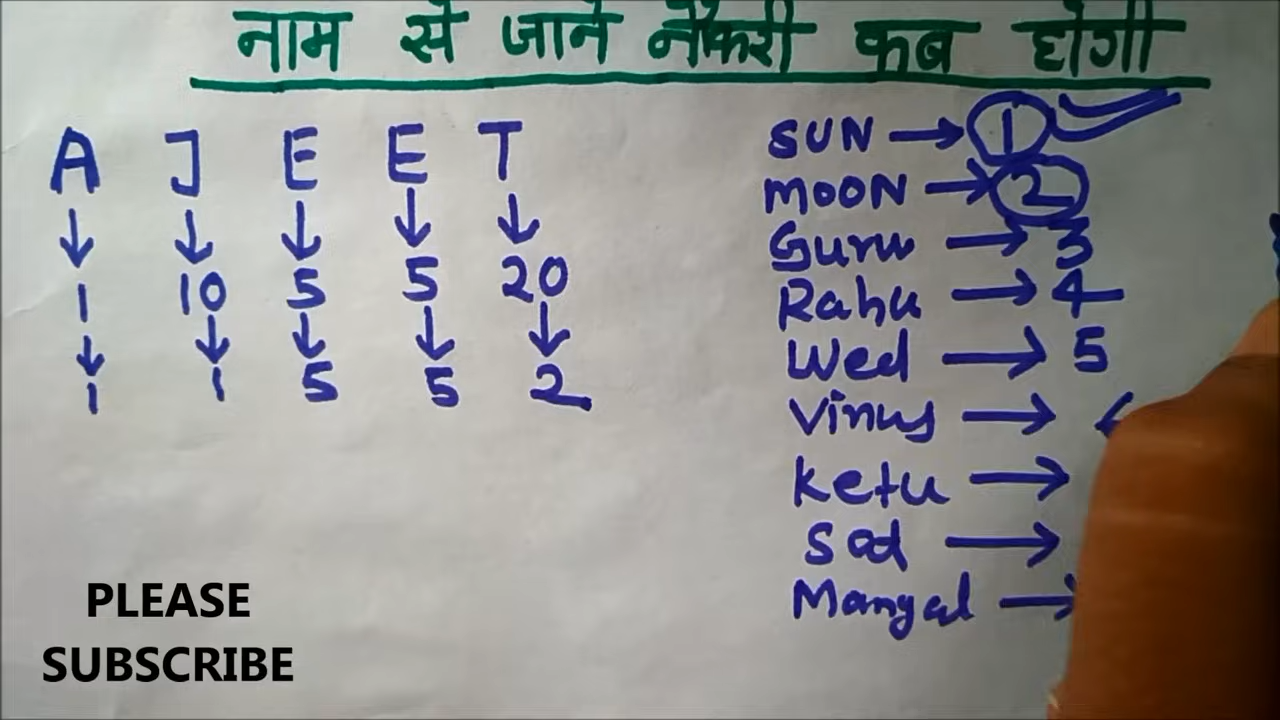 नाम से जाने नौकरी कब होगी
A J E E T
↓ ↓ ↓ ↓ ↓
1 10 5 5 20
↓ ↓ ↓ ↓ ↓
1 1 5 5 2
SUN → 1
MOON → 2
Guru → 3
Rahu → 4
Wed → 5
Vinus →
Ketu →
Sad →
Mangal →
PLEASE
SUBSCRIBE